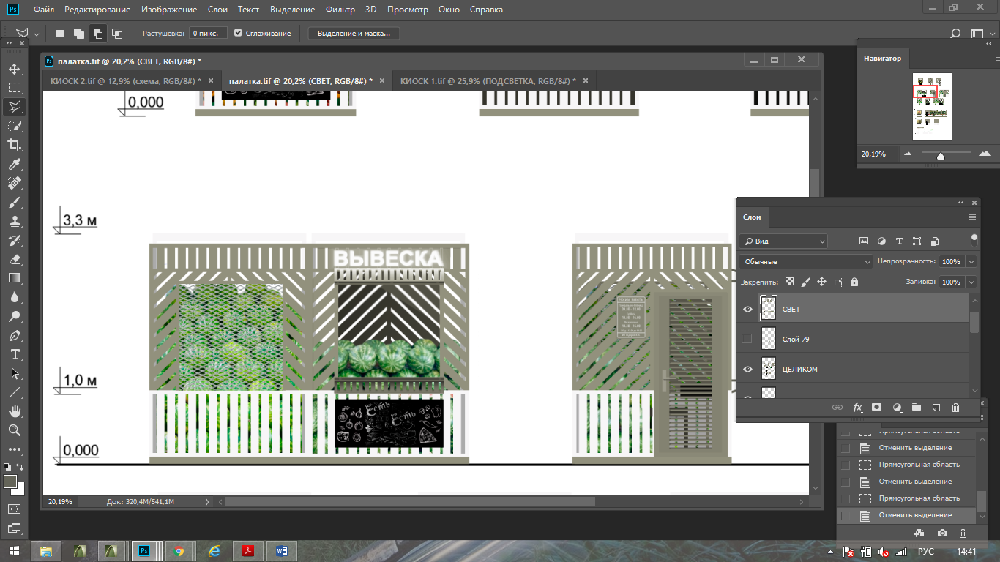 Ps Файл Редактирование Изображение Слои Текст Выделение Фильтр 3D Просмотр Окно Справка
Растушевка: 0 пикс. Сглаживание Выделение и маска...
палатка.tif @ 20,2% (СВЕТ, RGB/8#) *
КИОСК 2.tif @ 12,9% (схема, RGB/8#) * палатка.tif @ 20,2% (СВЕТ, RGB/8#) * КИОСК 1.tif @ 25,9% (ПОДСВЕТКА, RGB/8#) *
Навигатор
20,19%
0,000
3,3 м
ВЫВЕСКА
1,0 м
Есть
Есть
0,000
Слои
Вид
Обычные Непрозрачность: 100%
Закрепить: Заливка: 100%
СВЕТ
Слой 79
ЦЕЛИКОМ
fx
Прямоугольная область
Отменить выделение
Прямоугольная область
Отменить выделение
Прямоугольная область
Отменить выделение
20,19% Док: 320,4M/541,1M
РУС 14:41